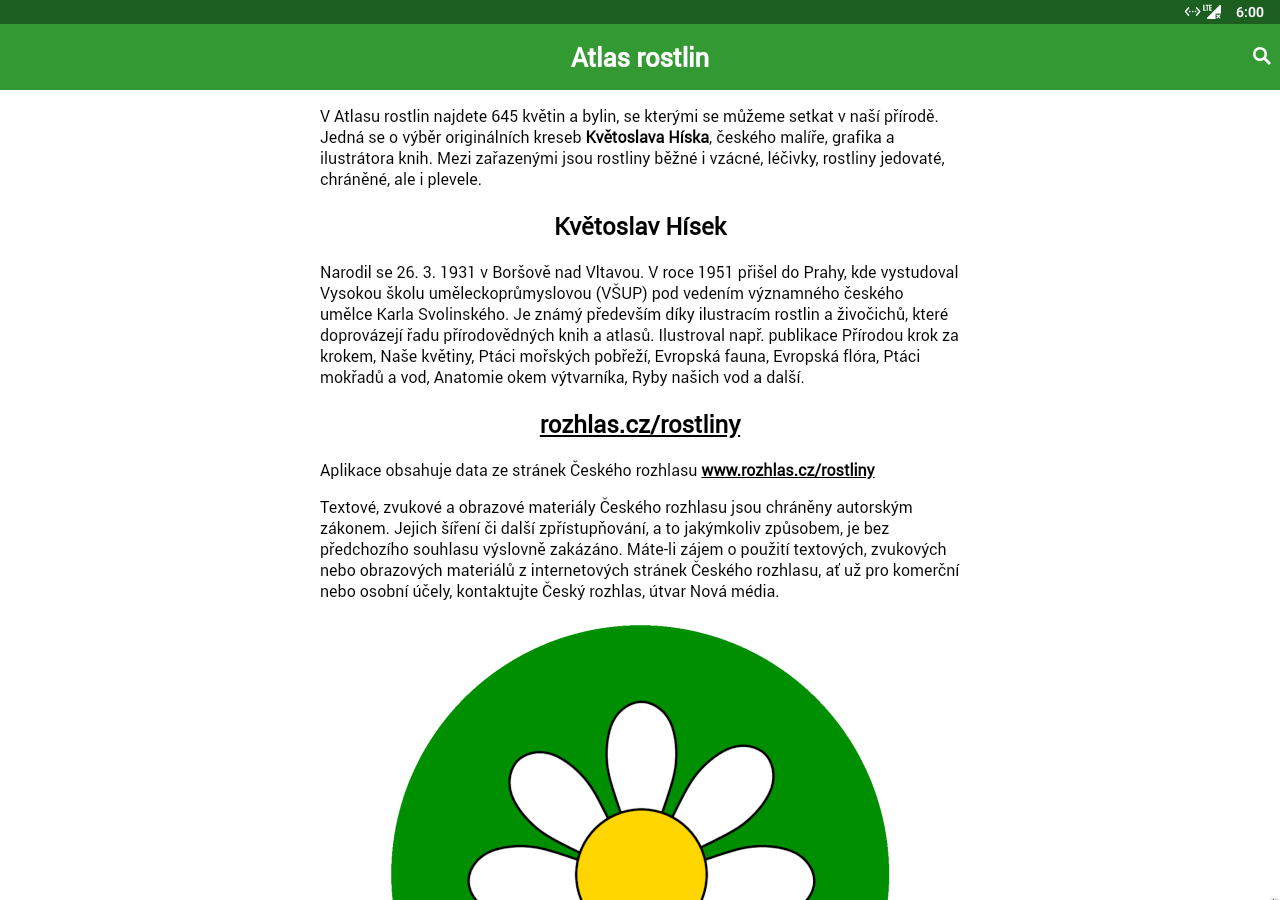 LTE 6:00
Atlas rostlin
V Atlasu rostlin najdete 645 květin a bylin, se kterými se můžeme setkat v naší přírodě.
Jedná se o výběr originálních kreseb Květoslava Híska, českého malíře, grafika a
ilustrátora knih. Mezi zařazenými jsou rostliny běžné i vzácné, léčivky, rostliny jedovaté,
chráněné, ale i plevele.
Květoslav Hísek
Narodil se 26. 3. 1931 v Boršově nad Vltavou. V roce 1951 přišel do Prahy, kde vystudoval
Vysokou školu uměleckoprůmyslovou (VŠUP) pod vedením významného českého
umělce Karla Svolinského. Je známý především díky ilustracím rostlin a živočichů, které
doprovázejí řadu přírodovědných knih a atlasů. Ilustroval např. publikace Přírodou krok za
krokem, Naše květiny, Ptáci mořských pobřeží, Evropská fauna, Evropská flóra, Ptáci
mokřadů a vod, Anatomie okem výtvarníka, Ryby našich vod a další.
rozhlas.cz/rostliny
Aplikace obsahuje data ze stránek Českého rozhlasu www.rozhlas.cz/rostliny
Textové, zvukové a obrazové materiály Českého rozhlasu jsou chráněny autorským
zákonem. Jejich šíření či další zpřístupňování, a to jakýmkoliv způsobem, je bez
předchozího souhlasu výslovně zakázáno. Máte-li zájem o použití textových, zvukových
nebo obrazových materiálů z internetových stránek Českého rozhlasu, ať už pro komerční
nebo osobní účely, kontaktujte Český rozhlas, útvar Nová média.